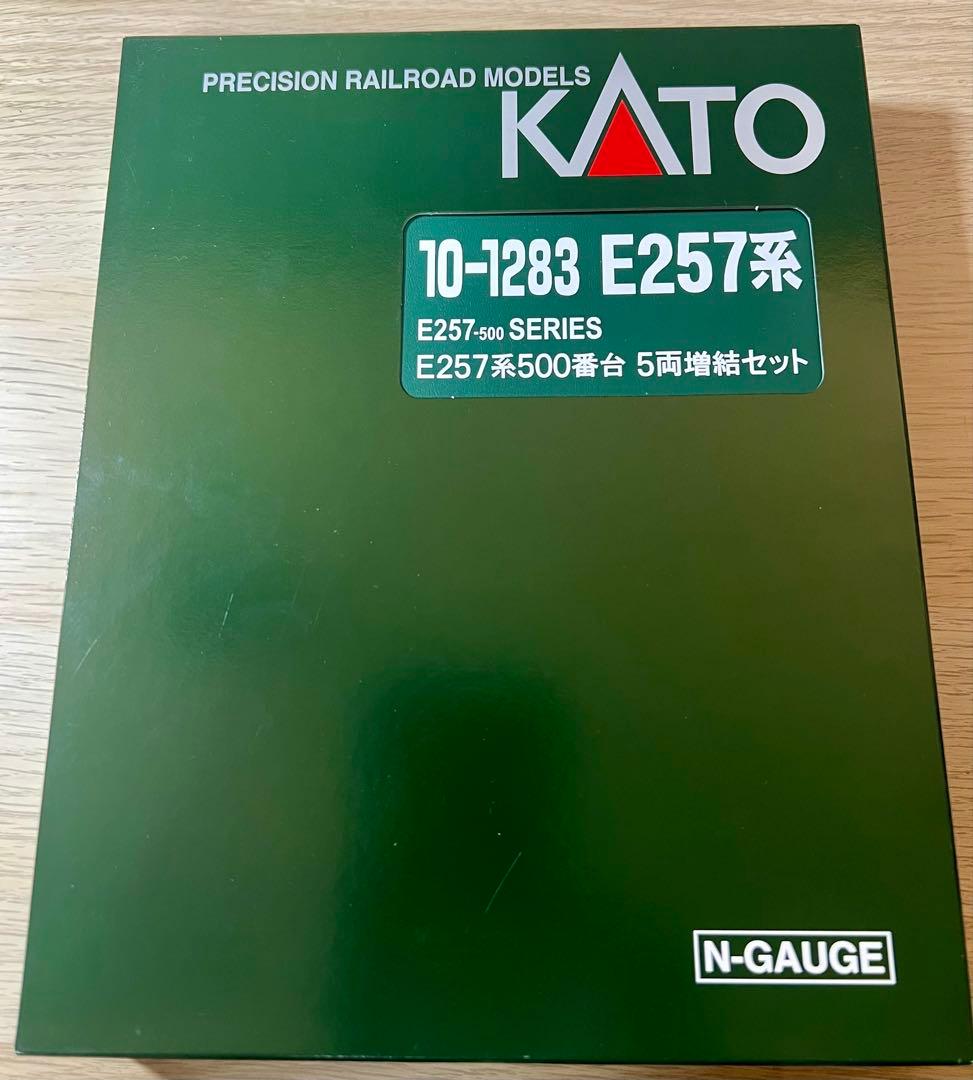 PRECISION RAILROAD MODELS
KATO
10-1283 E257系
E257-500 SERIES
E257系500番台 5両増結セット
N-GAUGE